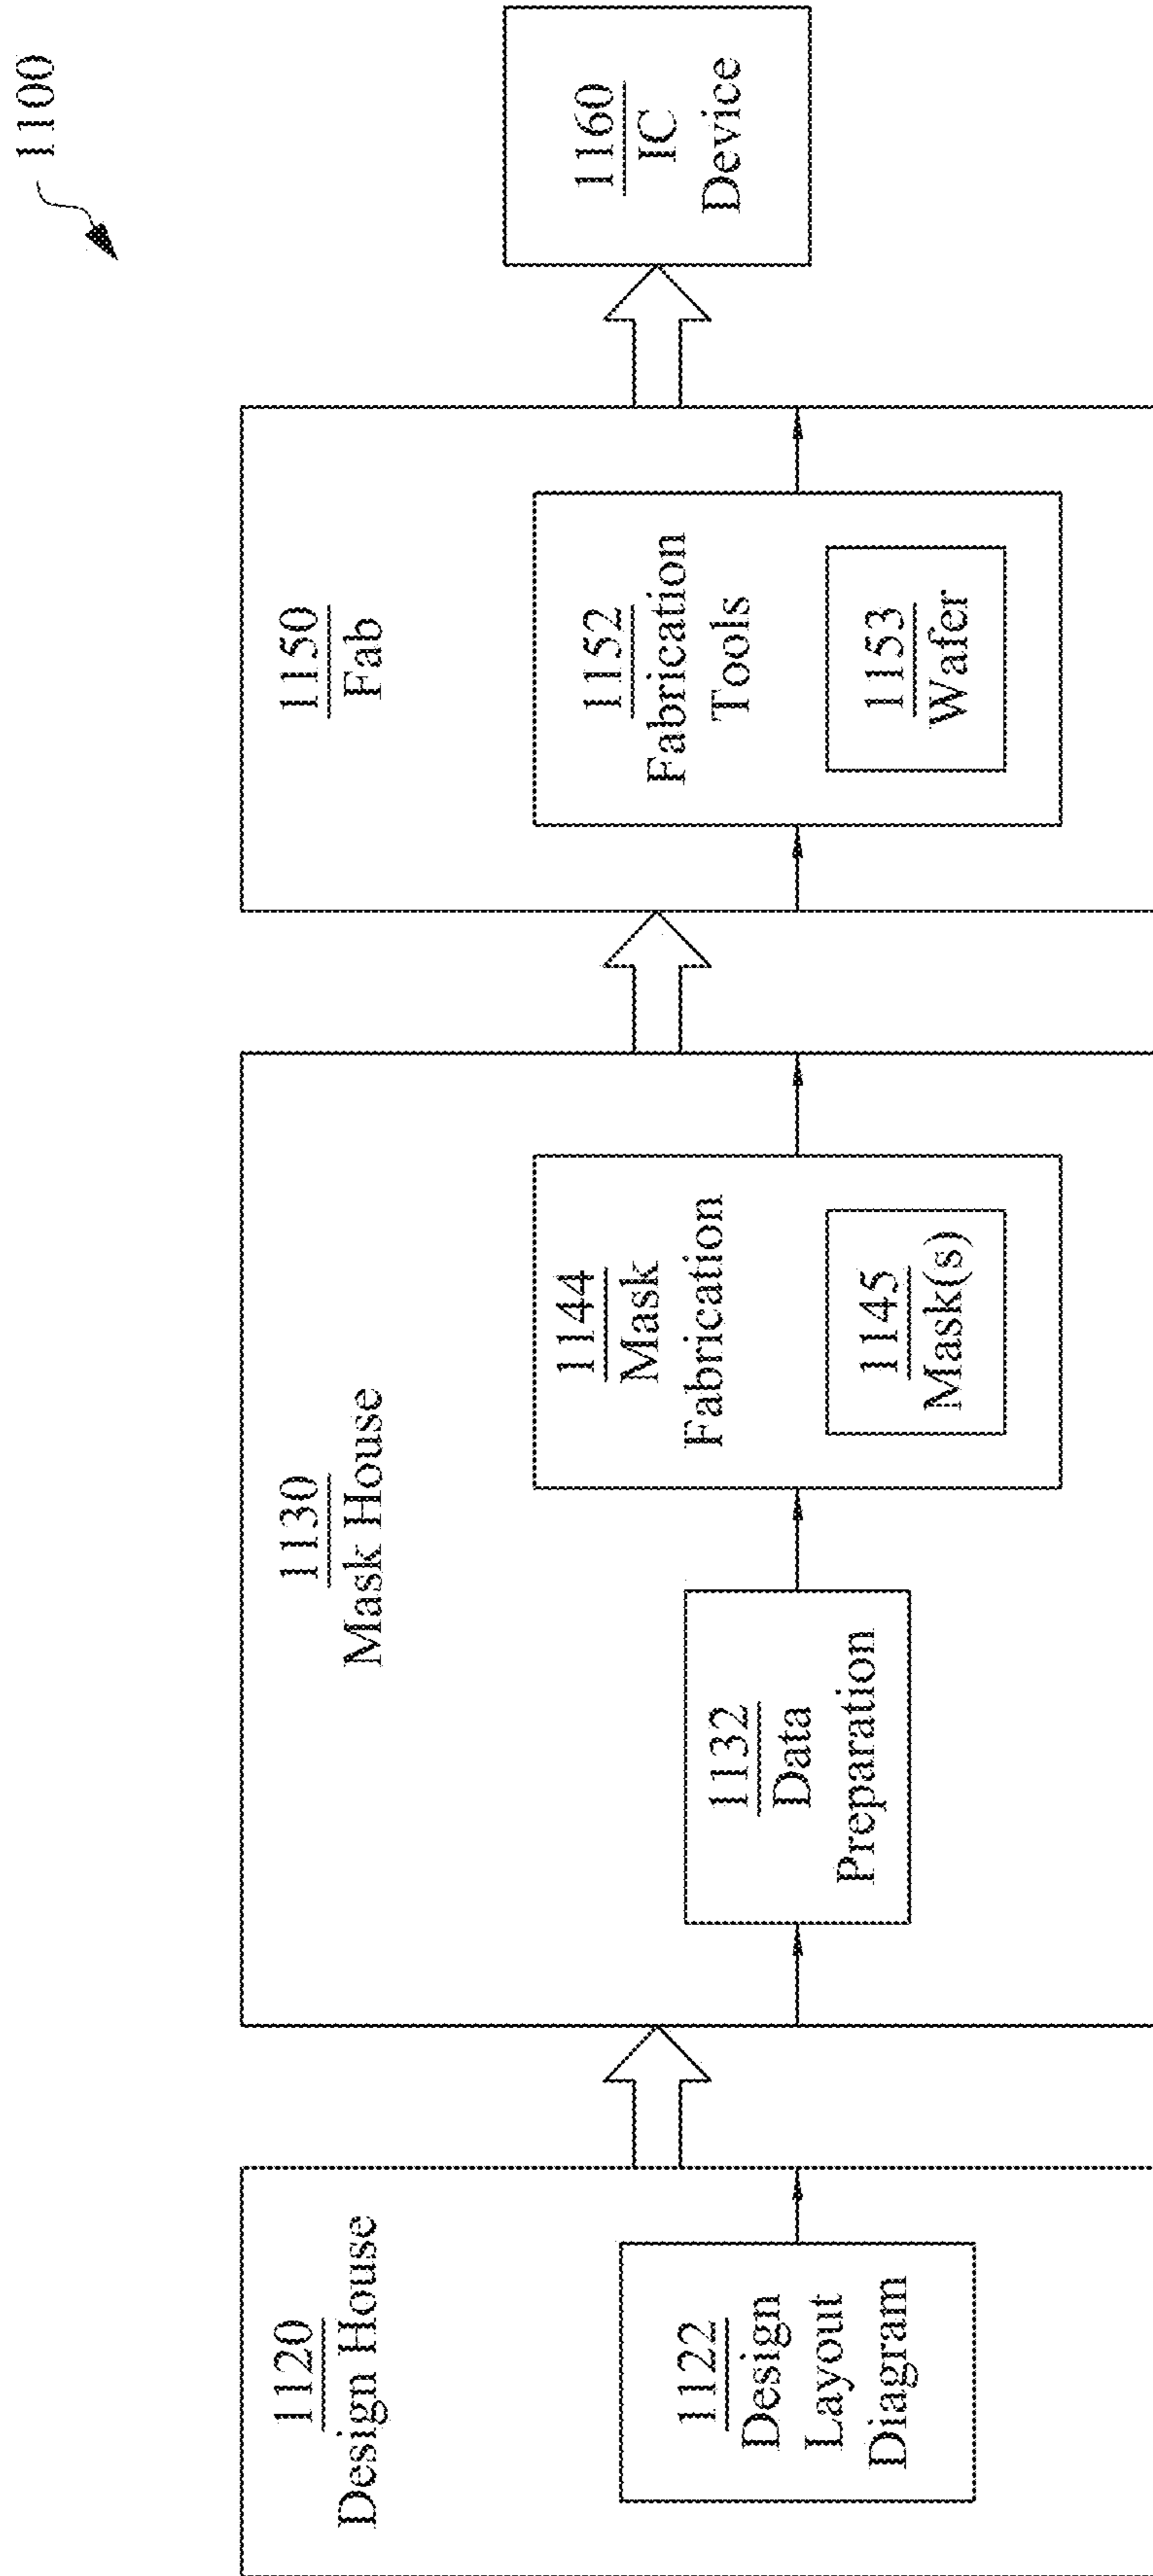 1100
1120
Design House
1122
Design
Layout
Diagram
1130
Mask House
1132
Data
Preparation
1144
Mask
Fabrication
1145
Mask(s)
1150
Fab
1152
Fabrication
Tools
1153
Wafer
1160
IC
Device